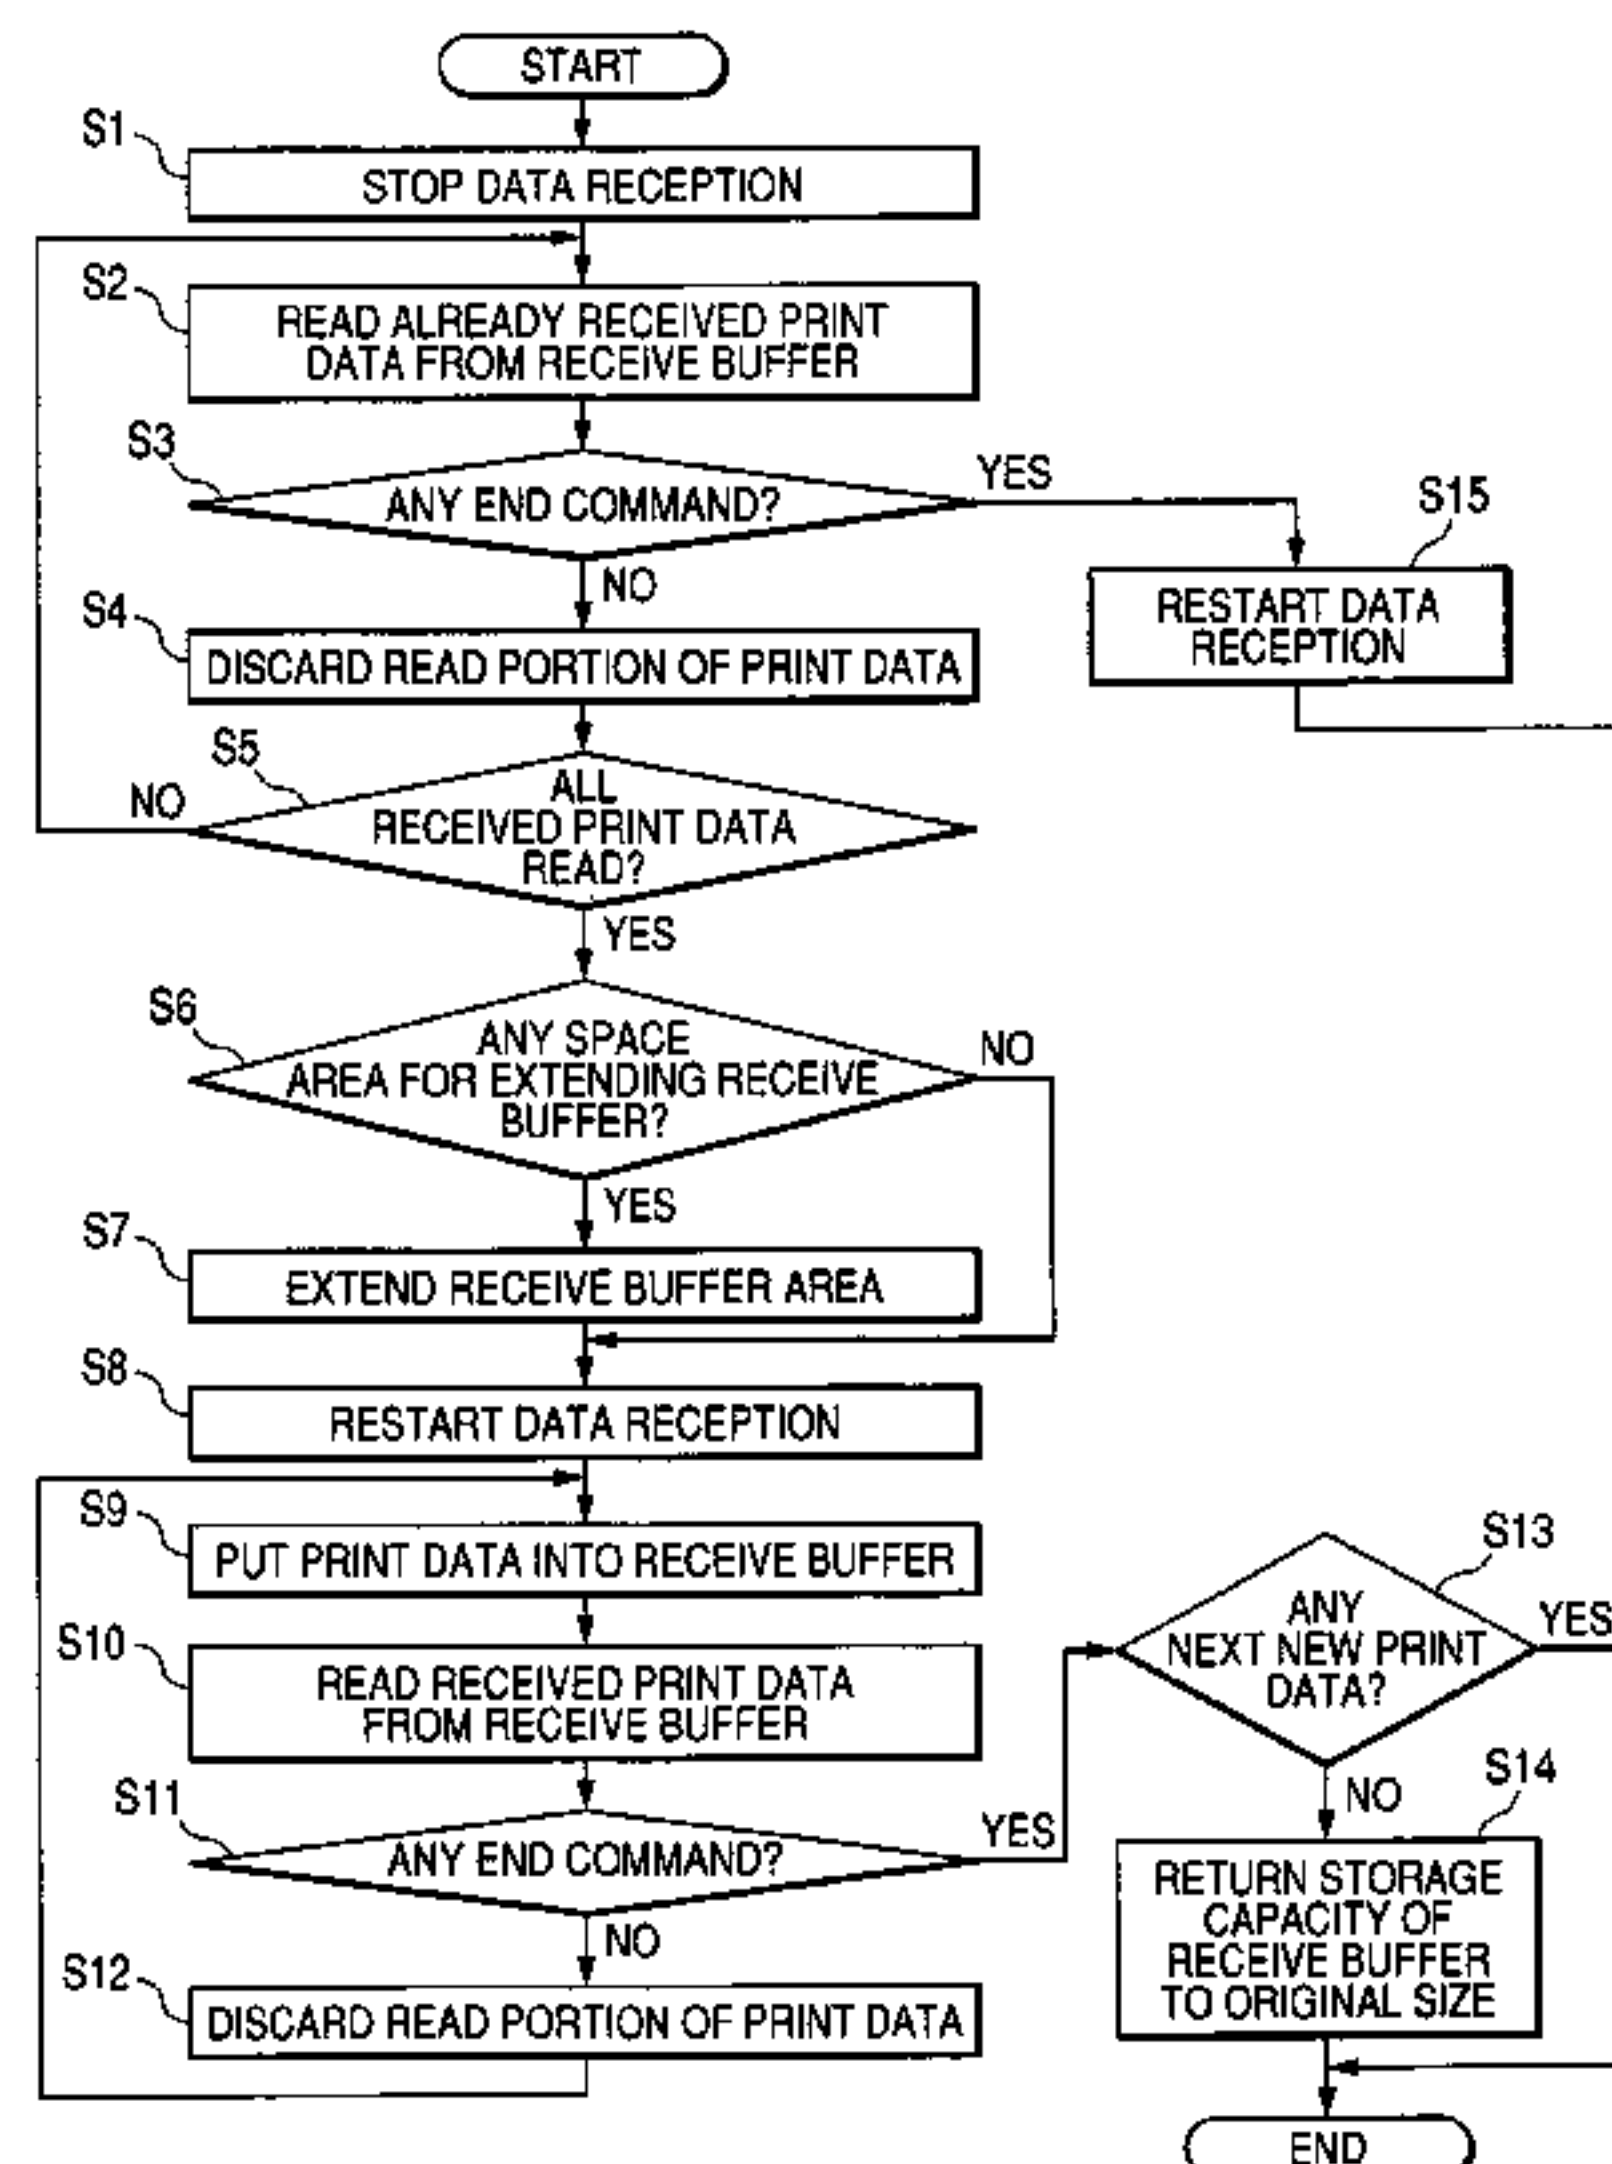 START
S1
STOP DATA RECEPTION
S2
READ ALREADY RECEIVED PRINT
DATA FROM RECEIVE BUFFER
S3
ANY END COMMAND?
YES
NO
S15
RESTART DATA
RECEPTION
S4
DISCARD READ PORTION OF PRINT DATA
S5
ALL
RECEIVED PRINT DATA
READ?
NO
YES
S6
ANY SPACE
AREA FOR EXTENDING RECEIVE
BUFFER?
NO
YES
S7
EXTEND RECEIVE BUFFER AREA
S8
RESTART DATA RECEPTION
S9
PUT PRINT DATA INTO RECEIVE BUFFER
S10
READ RECEIVED PRINT DATA
FROM RECEIVE BUFFER
S11
ANY END COMMAND?
YES
NO
S12
DISCARD READ PORTION OF PRINT DATA
S13
ANY
NEXT NEW PRINT
DATA?
YES
NO
S14
RETURN STORAGE
CAPACITY OF
RECEIVE BUFFER
TO ORIGINAL SIZE
END